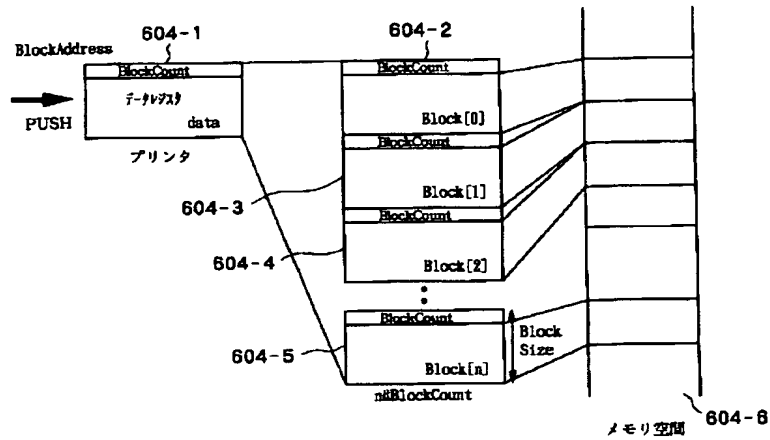 604-1
604-2
BlockAddress
BlockCount
BlockCount
データレジスタ
Block[0]
PUSH
data
BlockCount
プリンタ
Block[1]
604-3
BlockCount
604-4
Block[2]
BlockCount
Block
Size
604-5
Block[n]
n≪BlockCount
604-6
メモリ空間